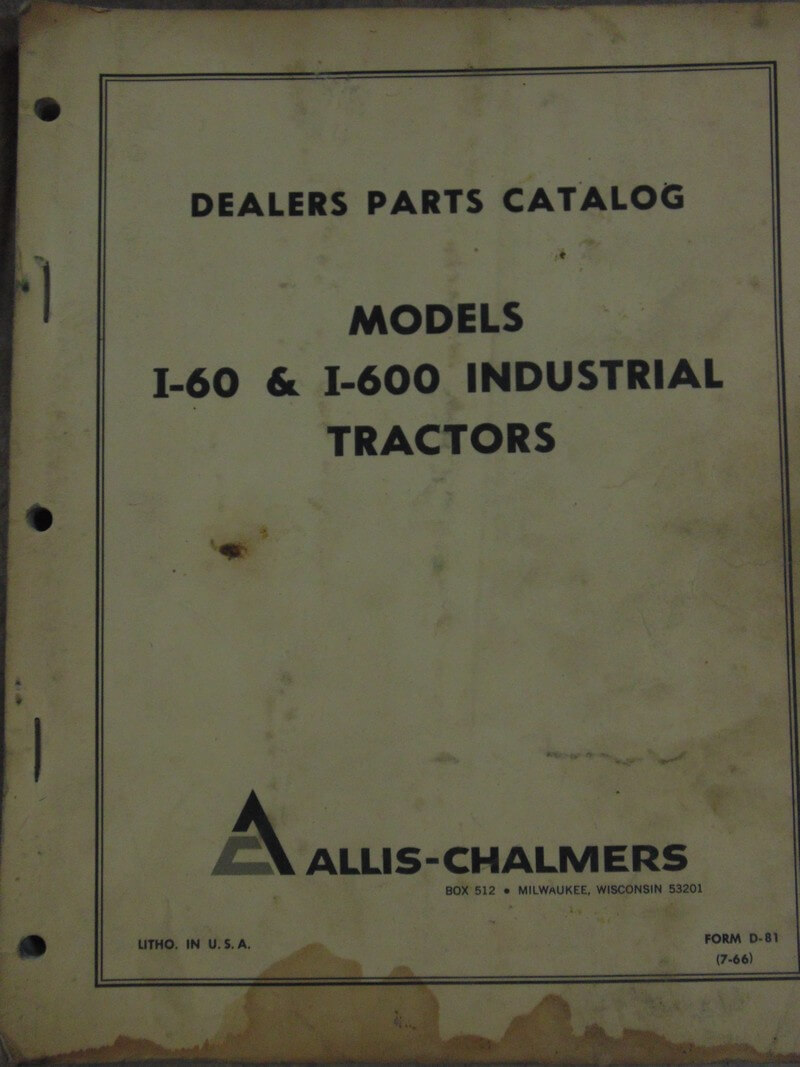 DEALERS PARTS CATALOG
MODELS
I-60 & I-600 INDUSTRIAL
TRACTORS
ALLIS-CHALMERS
BOX 512 • MILWAUKEE, WISCONSIN 53201
LITHO. IN U.S.A.
FORM D-81
(7-66)